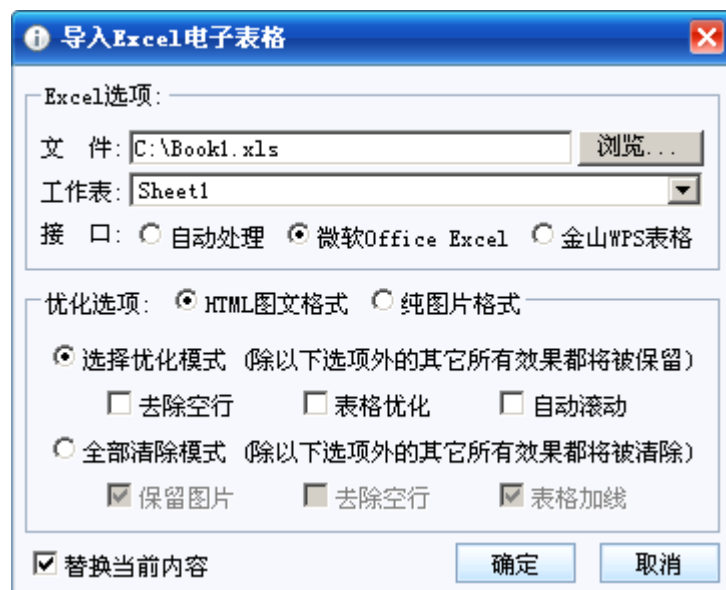 导入Excel电子表格
Excel选项:
文 件: C:\Book1.xls 浏览...
工作表: Sheet1
接 口: 自动处理 微软Office Excel 金山WPS表格
优化选项: HTML图文格式 纯图片格式
选择优化模式 (除以下选项外的其它所有效果都将被保留)
去除空行 表格优化 自动滚动
全部清除模式 (除以下选项外的其它所有效果都将被清除)
保留图片 去除空行 表格加线
替换当前内容 确定 取消